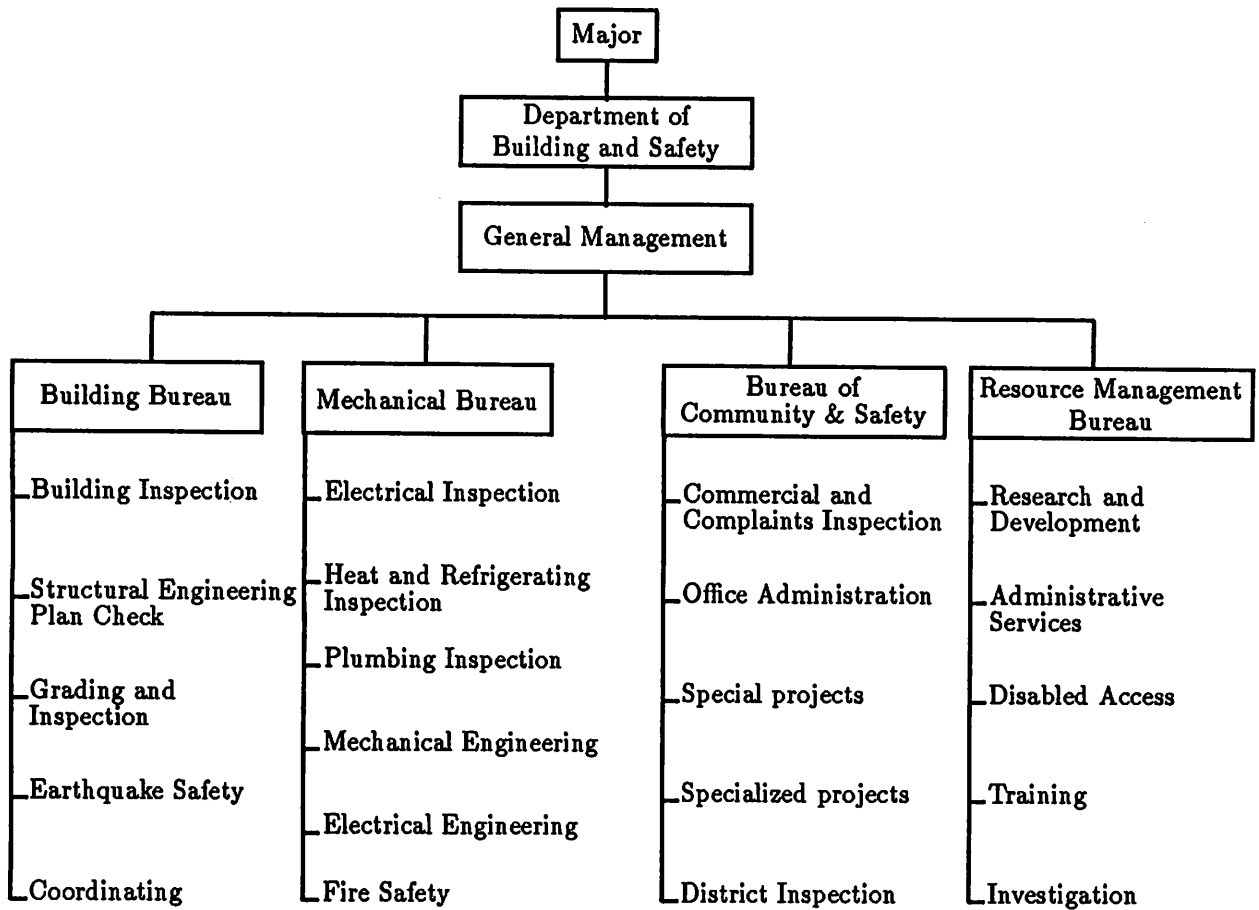 Major
Department of
Building and Safety
General Management
Building Bureau
Building Inspection
Structural Engineering
Plan Check
Grading and
Inspection
Earthquake Safety
Coordinating
Mechanical Bureau
Electrical Inspection
Heat and Refrigerating
Inspection
Plumbing Inspection
Mechanical Engineering
Electrical Engineering
Fire Safety
Bureau of
Community & Safety
Commercial and
Complaints Inspection
Office Administration
Special projects
Specialized projects
District Inspection
Resource Management
Bureau
Research and
Development
Administrative
Services
Disabled Access
Training
Investigation